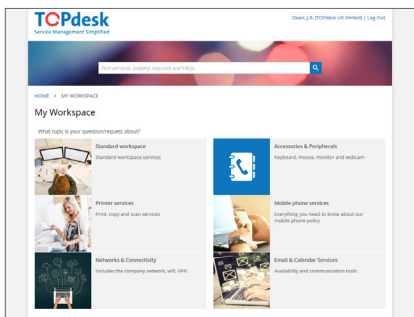 TOPdesk
Service Management Simplified
Dean, J.R. (TOPdesk UK limited) | Log Out
Find services, existing requests and FAQs
HOME > MY WORKSPACE
My Workspace
What topic is your question/request about?
Standard workspace
Standard workspace services
Accessories & Peripherals
Keyboard, mouse, monitor and webcam
Printer services
Print, copy and scan services
Mobile phone services
Everything you need to know about our
mobile phone policy
Networks & Connectivity
Includes the company network, wifi, VPN
Email & Calendar Services
Availability and communication tools